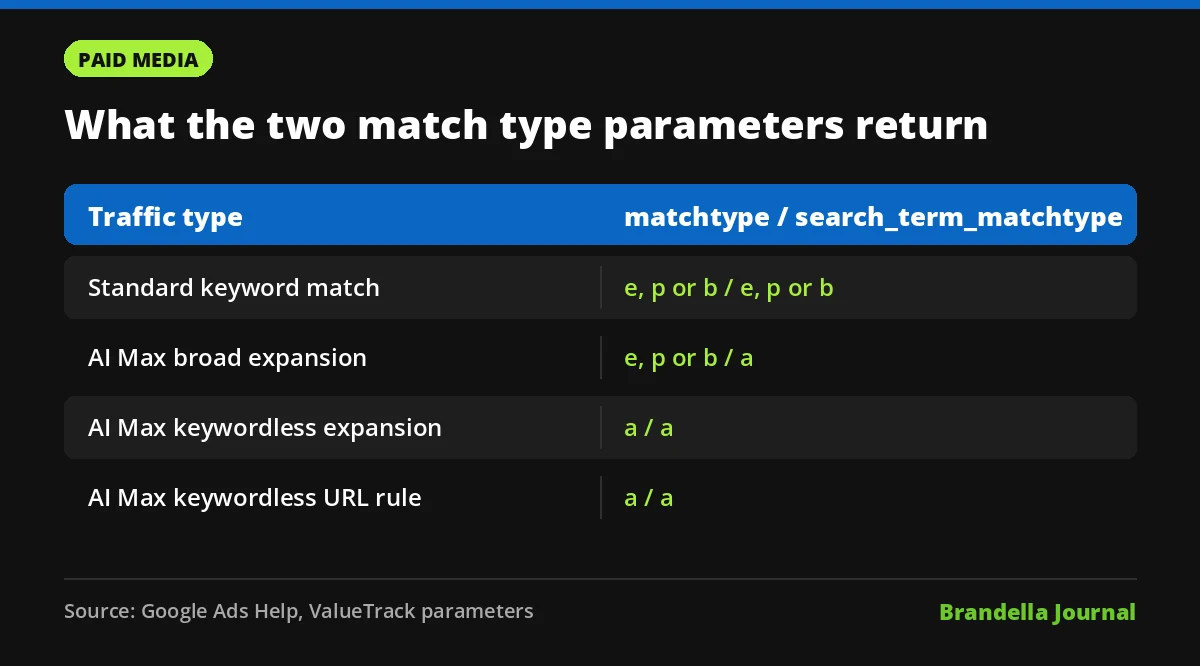 PAID MEDIA
What the two match type parameters return
Traffic type matchtype / search_term_matchtype
Standard keyword match e, p or b / e, p or b
AI Max broad expansion e, p or b / a
AI Max keywordless expansion a / a
AI Max keywordless URL rule a / a
Source: Google Ads Help, ValueTrack parameters Brandella Journal